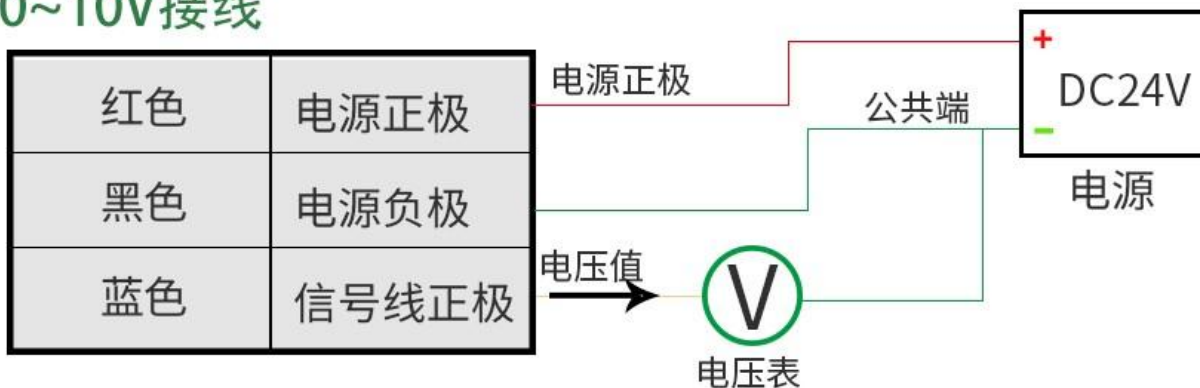 0~10V接线
红色 电源正极
黑色 电源负极
蓝色 信号线正极
电源正极
公共端
+
DC24V
-
电源
电压值
V
电压表